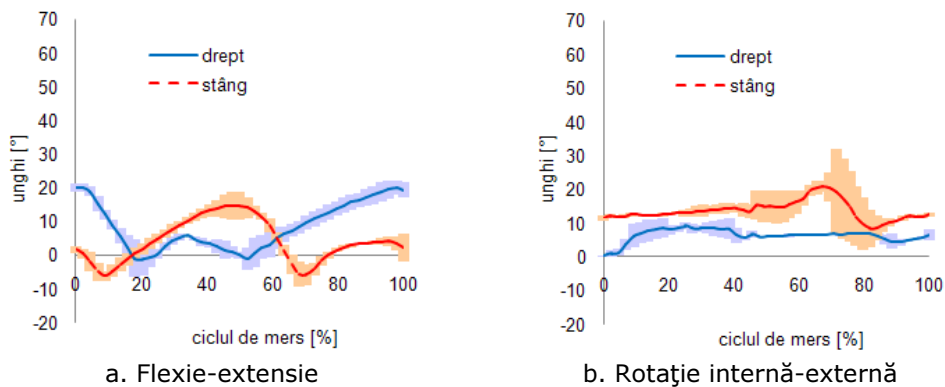 70
60
50
40
30
20
10
0
-10
-20
unghi [°]
drept
stâng
0 20 40 60 80 100
ciclul de mers [%]
a. Flexie-extensie
70
60
50
40
30
20
10
0
-10
-20
unghi [°]
drept
stâng
0 20 40 60 80 100
ciclul de mers [%]
b. Rotaţie internă-externă